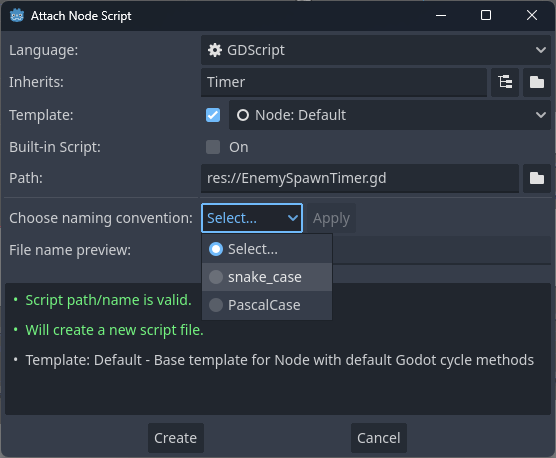 Attach Node Script
Language: GDScript
Inherits: Timer
Template: Node: Default
Built-in Script: On
Path: res://EnemySpawnTimer.gd
Choose naming convention: Select... Apply
Select...
File name preview:
snake_case
PascalCase
• Script path/name is valid.
• Will create a new script file.
• Template: Default - Base template for Node with default Godot cycle methods
Create Cancel